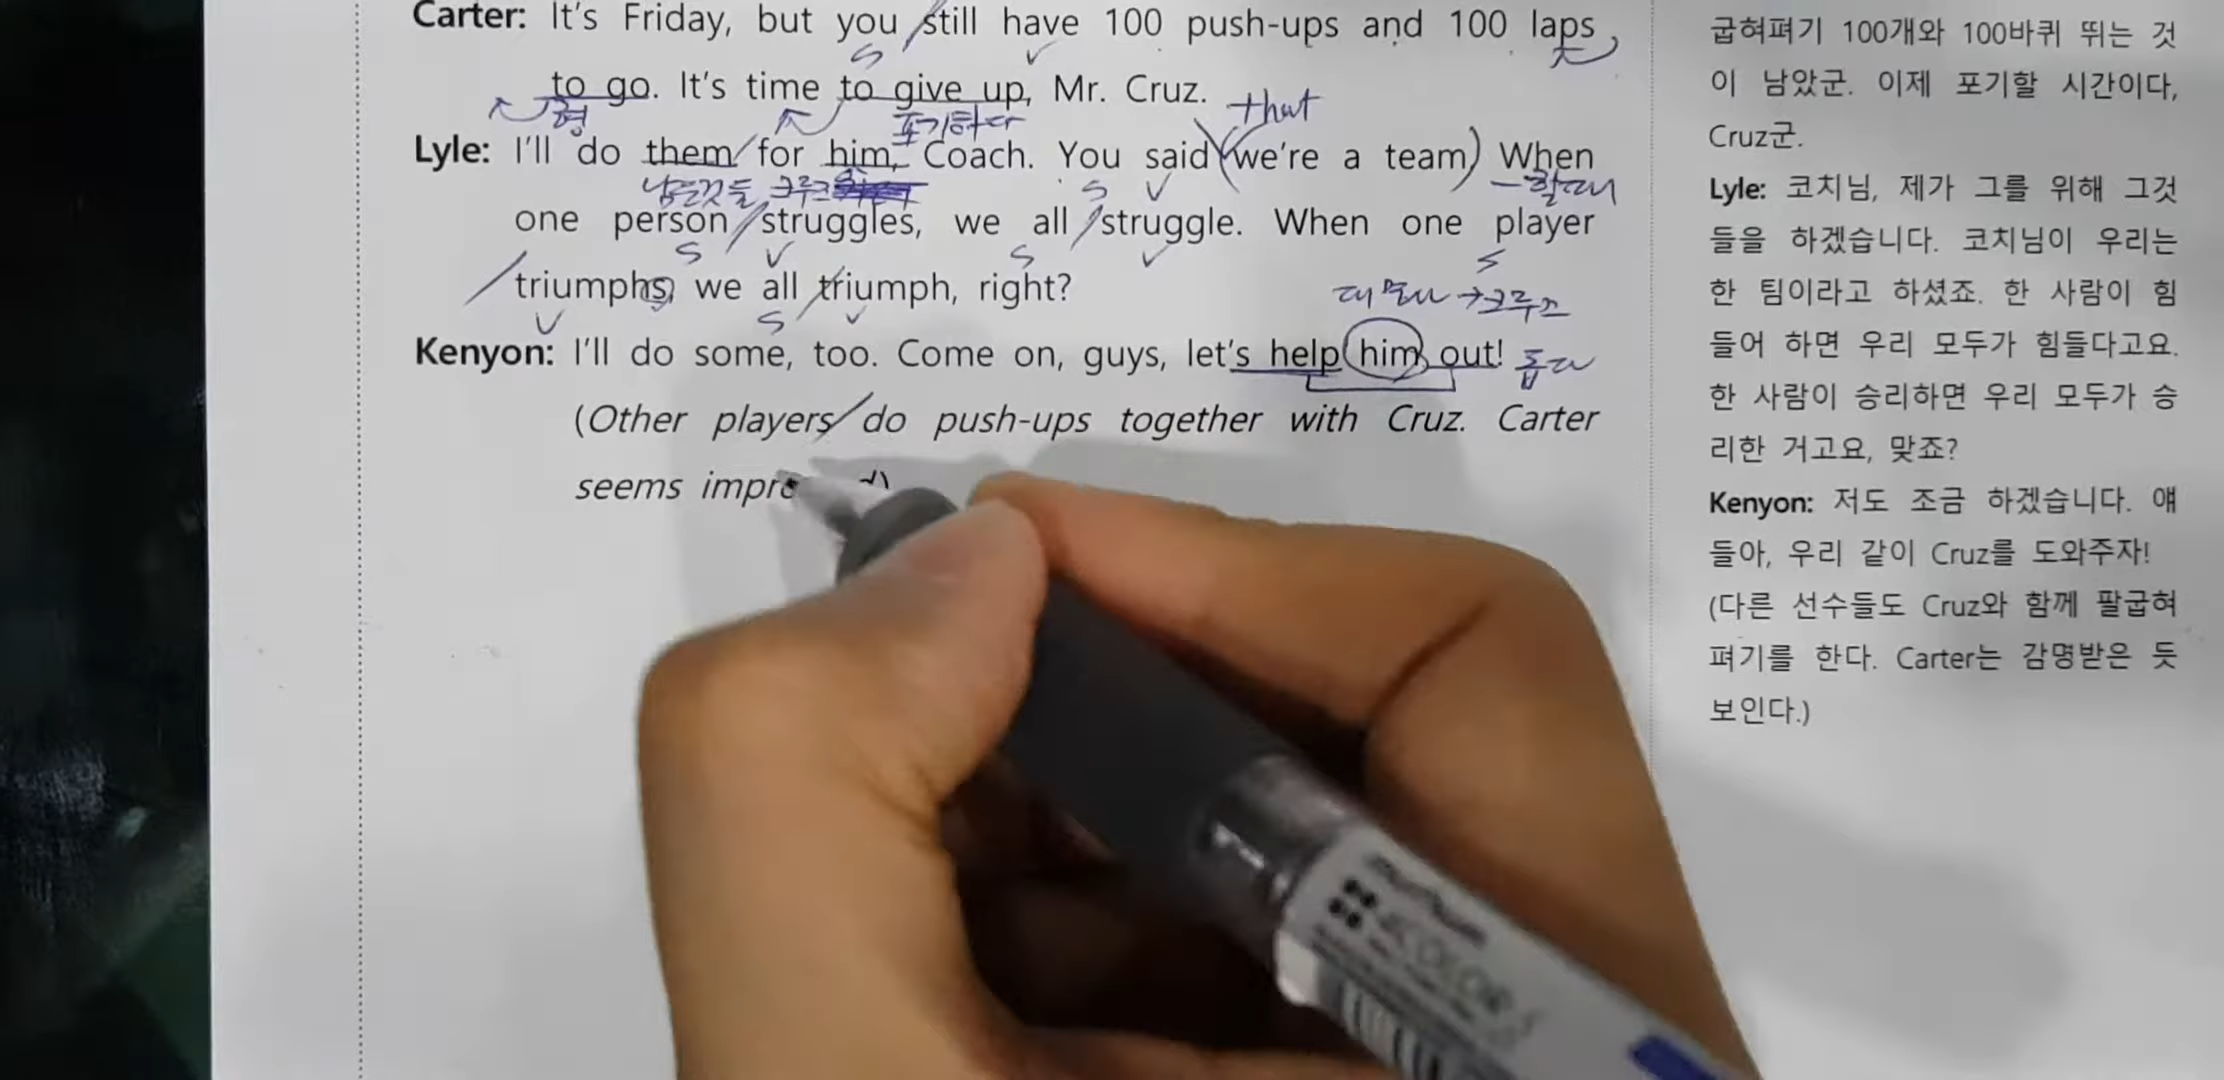 Carter: It's Friday, but you still have 100 push-ups and 100 laps
to go. It's time to give up, Mr. Cruz.
that
형
포기하다
Lyle: I'll do them for him, Coach. You said we're a team) When
남은것들 크루즈
S V
~할때
one person struggles, we all struggle. When one player
S V S V S
triumphs, we all triumph, right?
V S V
대명사 → 크루즈
Kenyon: I'll do some, too. Come on, guys, let's help him out!
돕다
(Other players do push-ups together with Cruz. Carter
seems
굽혀펴기 100개와 100바퀴 뛰는 것
이 남았군. 이제 포기할 시간이다,
Cruz군.
Lyle: 코치님, 제가 그를 위해 그것
들을 하겠습니다. 코치님이 우리는
한 팀이라고 하셨죠. 한 사람이 힘
들어 하면 우리 모두가 힘들다고요.
한 사람이 승리하면 우리 모두가 승
리한 거고요, 맞죠?
Kenyon: 저도 조금 하겠습니다. 얘
들아, 우리 같이 Cruz를 도와주자!
(다른 선수들도 Cruz와 함께 팔굽혀
펴기를 한다. Carter는 감명받은 듯
보인다.)